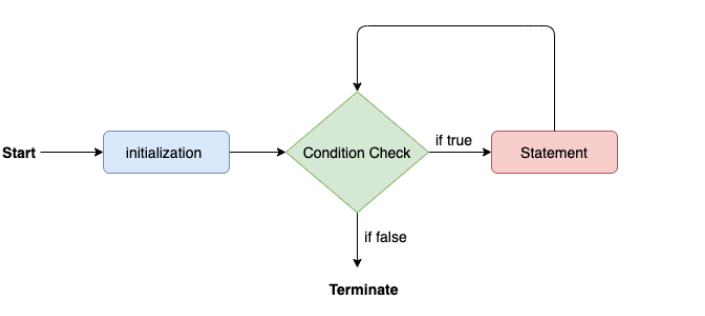 Start
initialization
Condition Check
if true
Statement
if false
Terminate